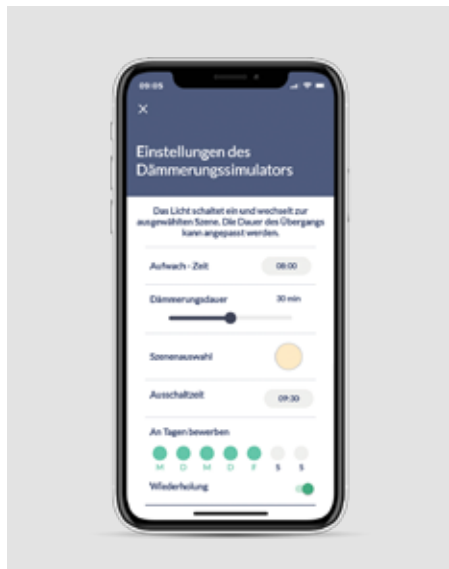 09:05
Einstellungen des
Dämmerungssimulators
Das Licht schaltet ein und wechselt zur
ausgewählten Szene. Die Dauer des Übergangs
kann angepasst werden.
Aufwach - Zeit 08:00
Dämmerungsdauer 30 min
Szenenauswahl
Ausschaltzeit 09:30
An Tagen bewerben
M D M D F S S
Wiederholung